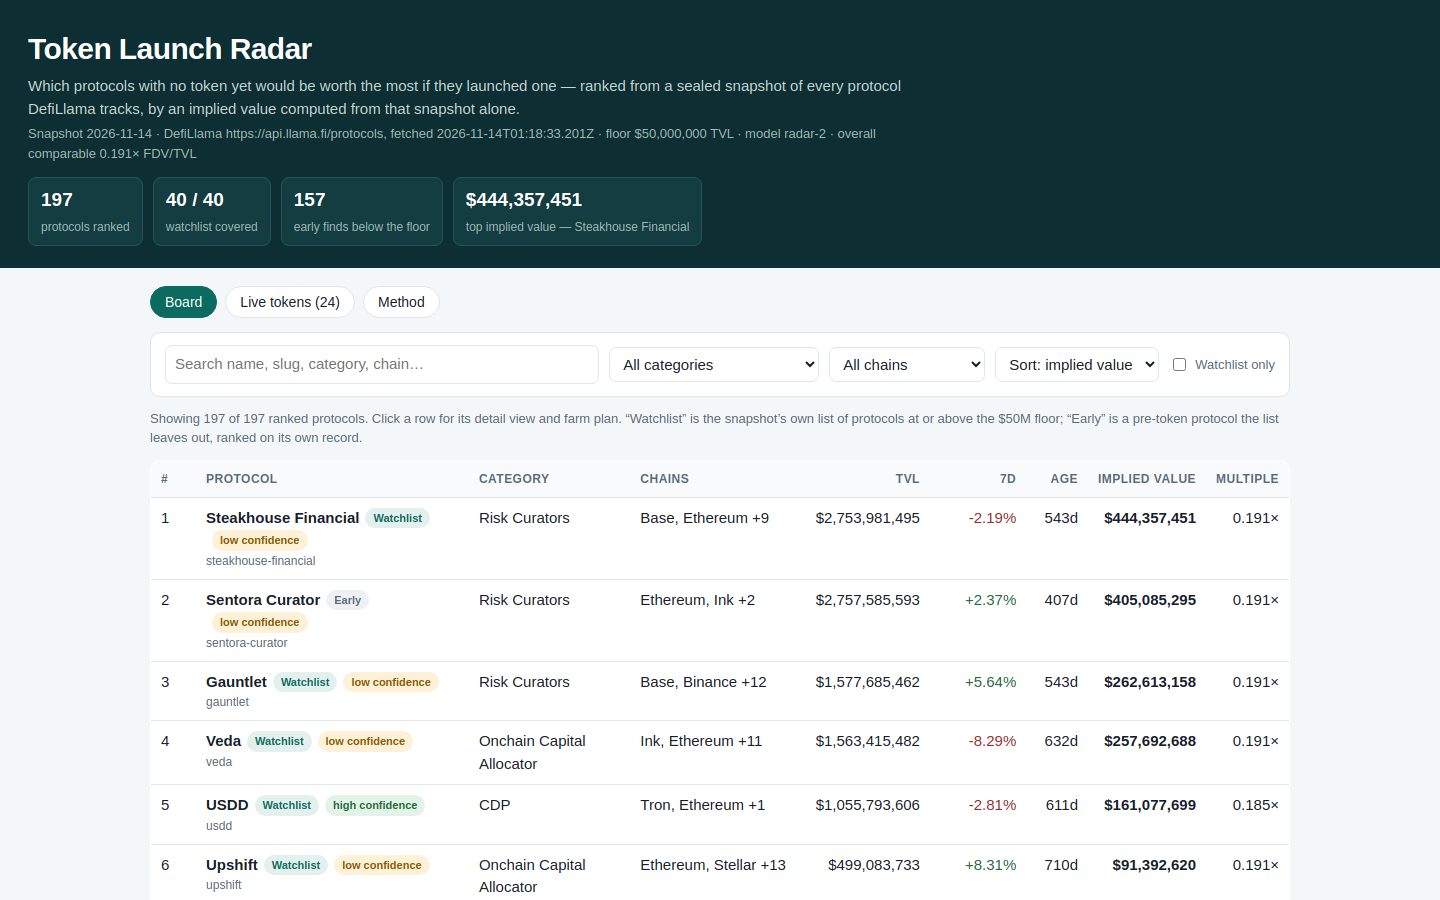 Token Launch Radar
Which protocols with no token yet would be worth the most if they launched one — ranked from a sealed snapshot of every protocol
DefiLlama tracks, by an implied value computed from that snapshot alone.
Snapshot 2026-11-14 · DefiLlama https://api.llama.fi/protocols, fetched 2026-11-14T01:18:33.201Z · floor $50,000,000 TVL · model radar-2 · overall
comparable 0.191× FDV/TVL
197 40 / 40 157 $444,357,451
protocols ranked watchlist covered early finds below the floor top implied value — Steakhouse Financial
Board Live tokens (24) Method
Search name, slug, category, chain… All categories All chains Sort: implied value Watchlist only
Showing 197 of 197 ranked protocols. Click a row for its detail view and farm plan. “Watchlist” is the snapshot’s own list of protocols at or above the $50M floor; “Early” is a pre-token protocol the list
leaves out, ranked on its own record.
# PROTOCOL CATEGORY CHAINS TVL 7D AGE IMPLIED VALUE MULTIPLE
1 Steakhouse Financial Watchlist Risk Curators Base, Ethereum +9 $2,753,981,495 -2.19% 543d $444,357,451 0.191×
low confidence
steakhouse-financial
2 Sentora Curator Early Risk Curators Ethereum, Ink +2 $2,757,585,593 +2.37% 407d $405,085,295 0.191×
low confidence
sentora-curator
3 Gauntlet Watchlist low confidence Risk Curators Base, Binance +12 $1,577,685,462 +5.64% 543d $262,613,158 0.191×
gauntlet
4 Veda Watchlist low confidence Onchain Capital Ink, Ethereum +11 $1,563,415,482 -8.29% 632d $257,692,688 0.191×
veda Allocator
5 USDD Watchlist high confidence CDP Tron, Ethereum +1 $1,055,793,606 -2.81% 611d $161,077,699 0.185×
usdd
6 Upshift Watchlist low confidence Onchain Capital Ethereum, Stellar +13 $499,083,733 +8.31% 710d $91,392,620 0.191×
upshift Allocator